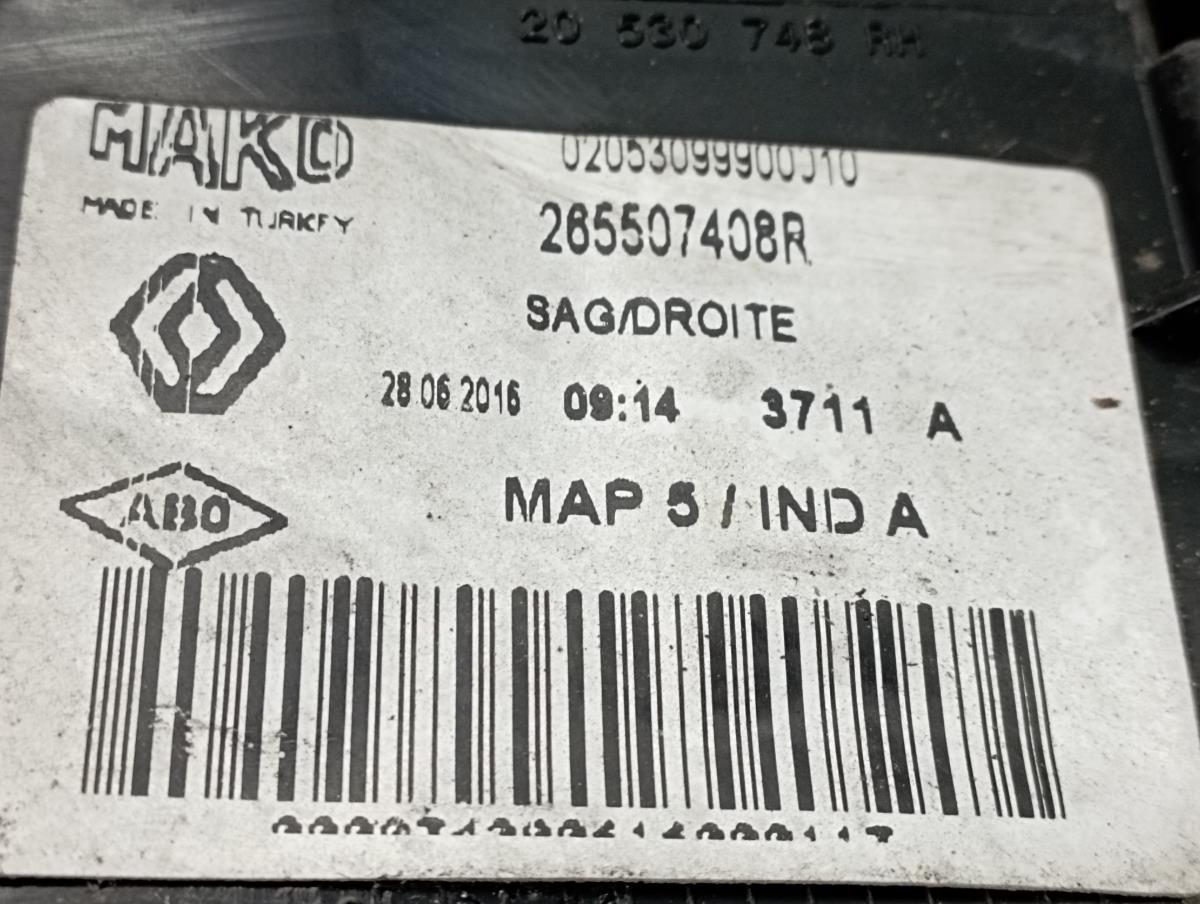 20 530 748 RH
MAKO
02053099900010
MADE IN TURKEY
265507408R
SAG/DROITE
28.06.2016 09:14 3711 A
ABO
MAP 5 / IND A